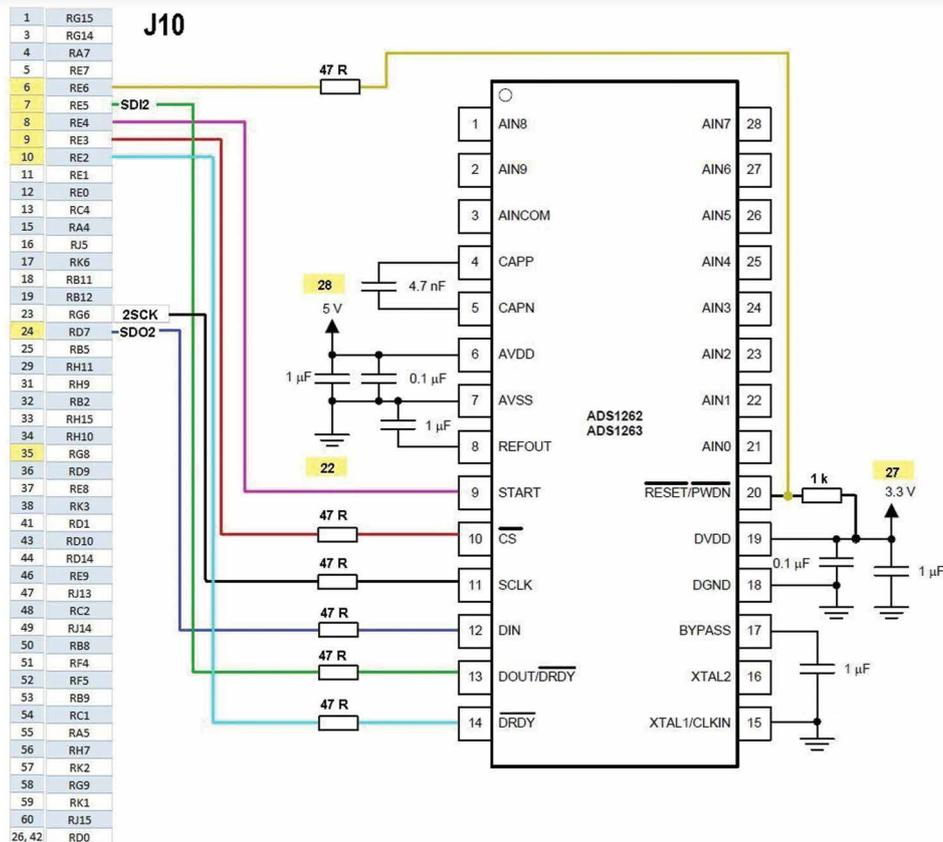 J10
1 RG15
3 RG14
4 RA7
5 RE7
6 RE6
7 RE5
8 RE4
9 RE3
10 RE2
11 RE1
12 RE0
13 RC4
15 RA4
16 RJ5
17 RK6
18 RB11
19 RB12
23 RG6
24 RD7
25 RB5
29 RH11
31 RH9
32 RB2
33 RH15
34 RH10
35 RG8
36 RD9
37 RE8
38 RK3
41 RD1
43 RD10
44 RD14
46 RE9
47 RJ13
48 RC2
49 RJ14
50 RB8
51 RF4
52 RF5
53 RB9
54 RC1
55 RA5
56 RH7
57 RK2
58 RG9
59 RK1
60 RJ15
26, 42 RD0
SDI2
2SCK
SDO2
47 R
28
5 V
4.7 nF
1 µF
0.1 µF
1 µF
22
47 R
47 R
47 R
47 R
47 R
1 AIN8
2 AIN9
3 AINCOM
4 CAPP
5 CAPN
6 AVDD
7 AVSS
8 REFOUT
9 START
10 CS
11 SCLK
12 DIN
13 DOUT/DRDY
14 DRDY
ADS1262
ADS1263
AIN7 28
AIN6 27
AIN5 26
AIN4 25
AIN3 24
AIN2 23
AIN1 22
AIN0 21
RESET/PWDN 20
DVDD 19
DGND 18
BYPASS 17
XTAL2 16
XTAL1/CLKIN 15
1 k
27
3.3 V
0.1 µF
1 µF
1 µF